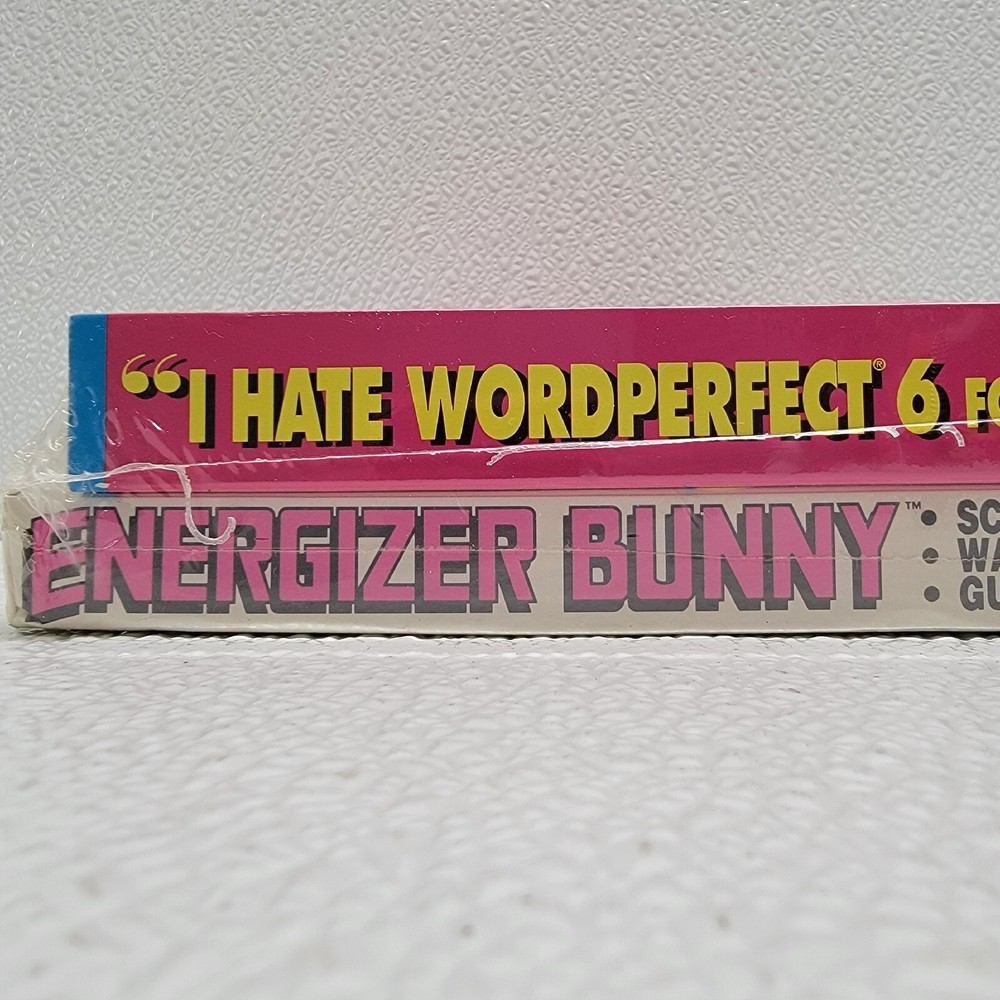 “I HATE WORDPERFECT® 6
ENERGIZER BUNNY™